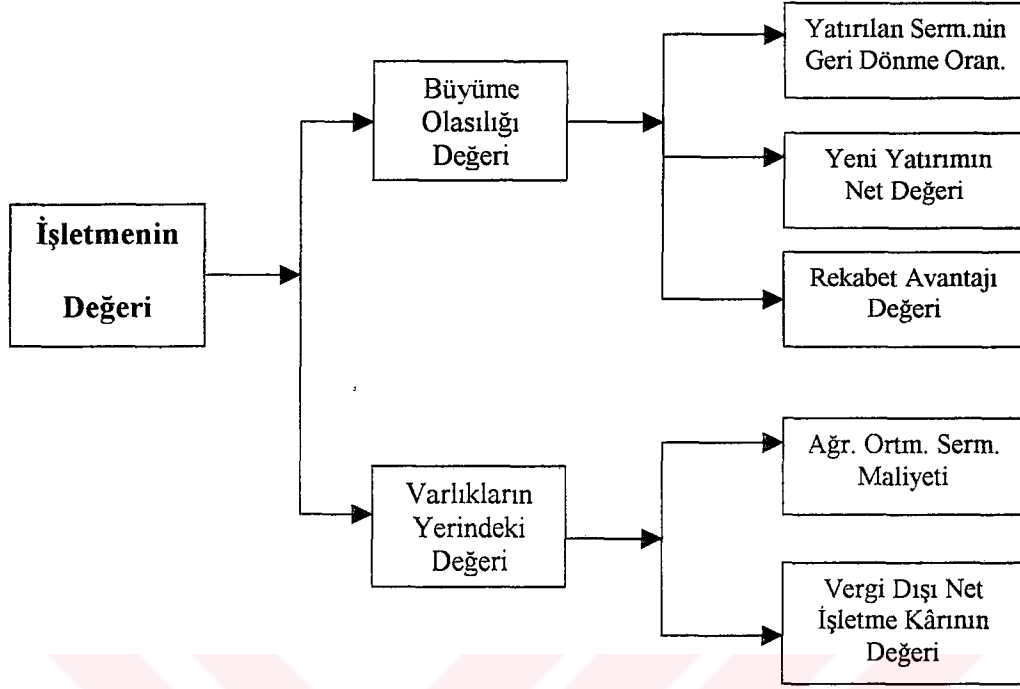 Yatırılan Serm.nin
Geri Dönme Oran.
Büyüme
Olasılığı
Değeri
Yeni Yatırımın
Net Değeri
İşletmenin
Değeri
Rekabet Avantajı
Değeri
Ağr. Ortm. Serm.
Maliyeti
Varlıkların
Yerindeki
Değeri
Vergi Dışı Net
İşletme Kârının
Değeri